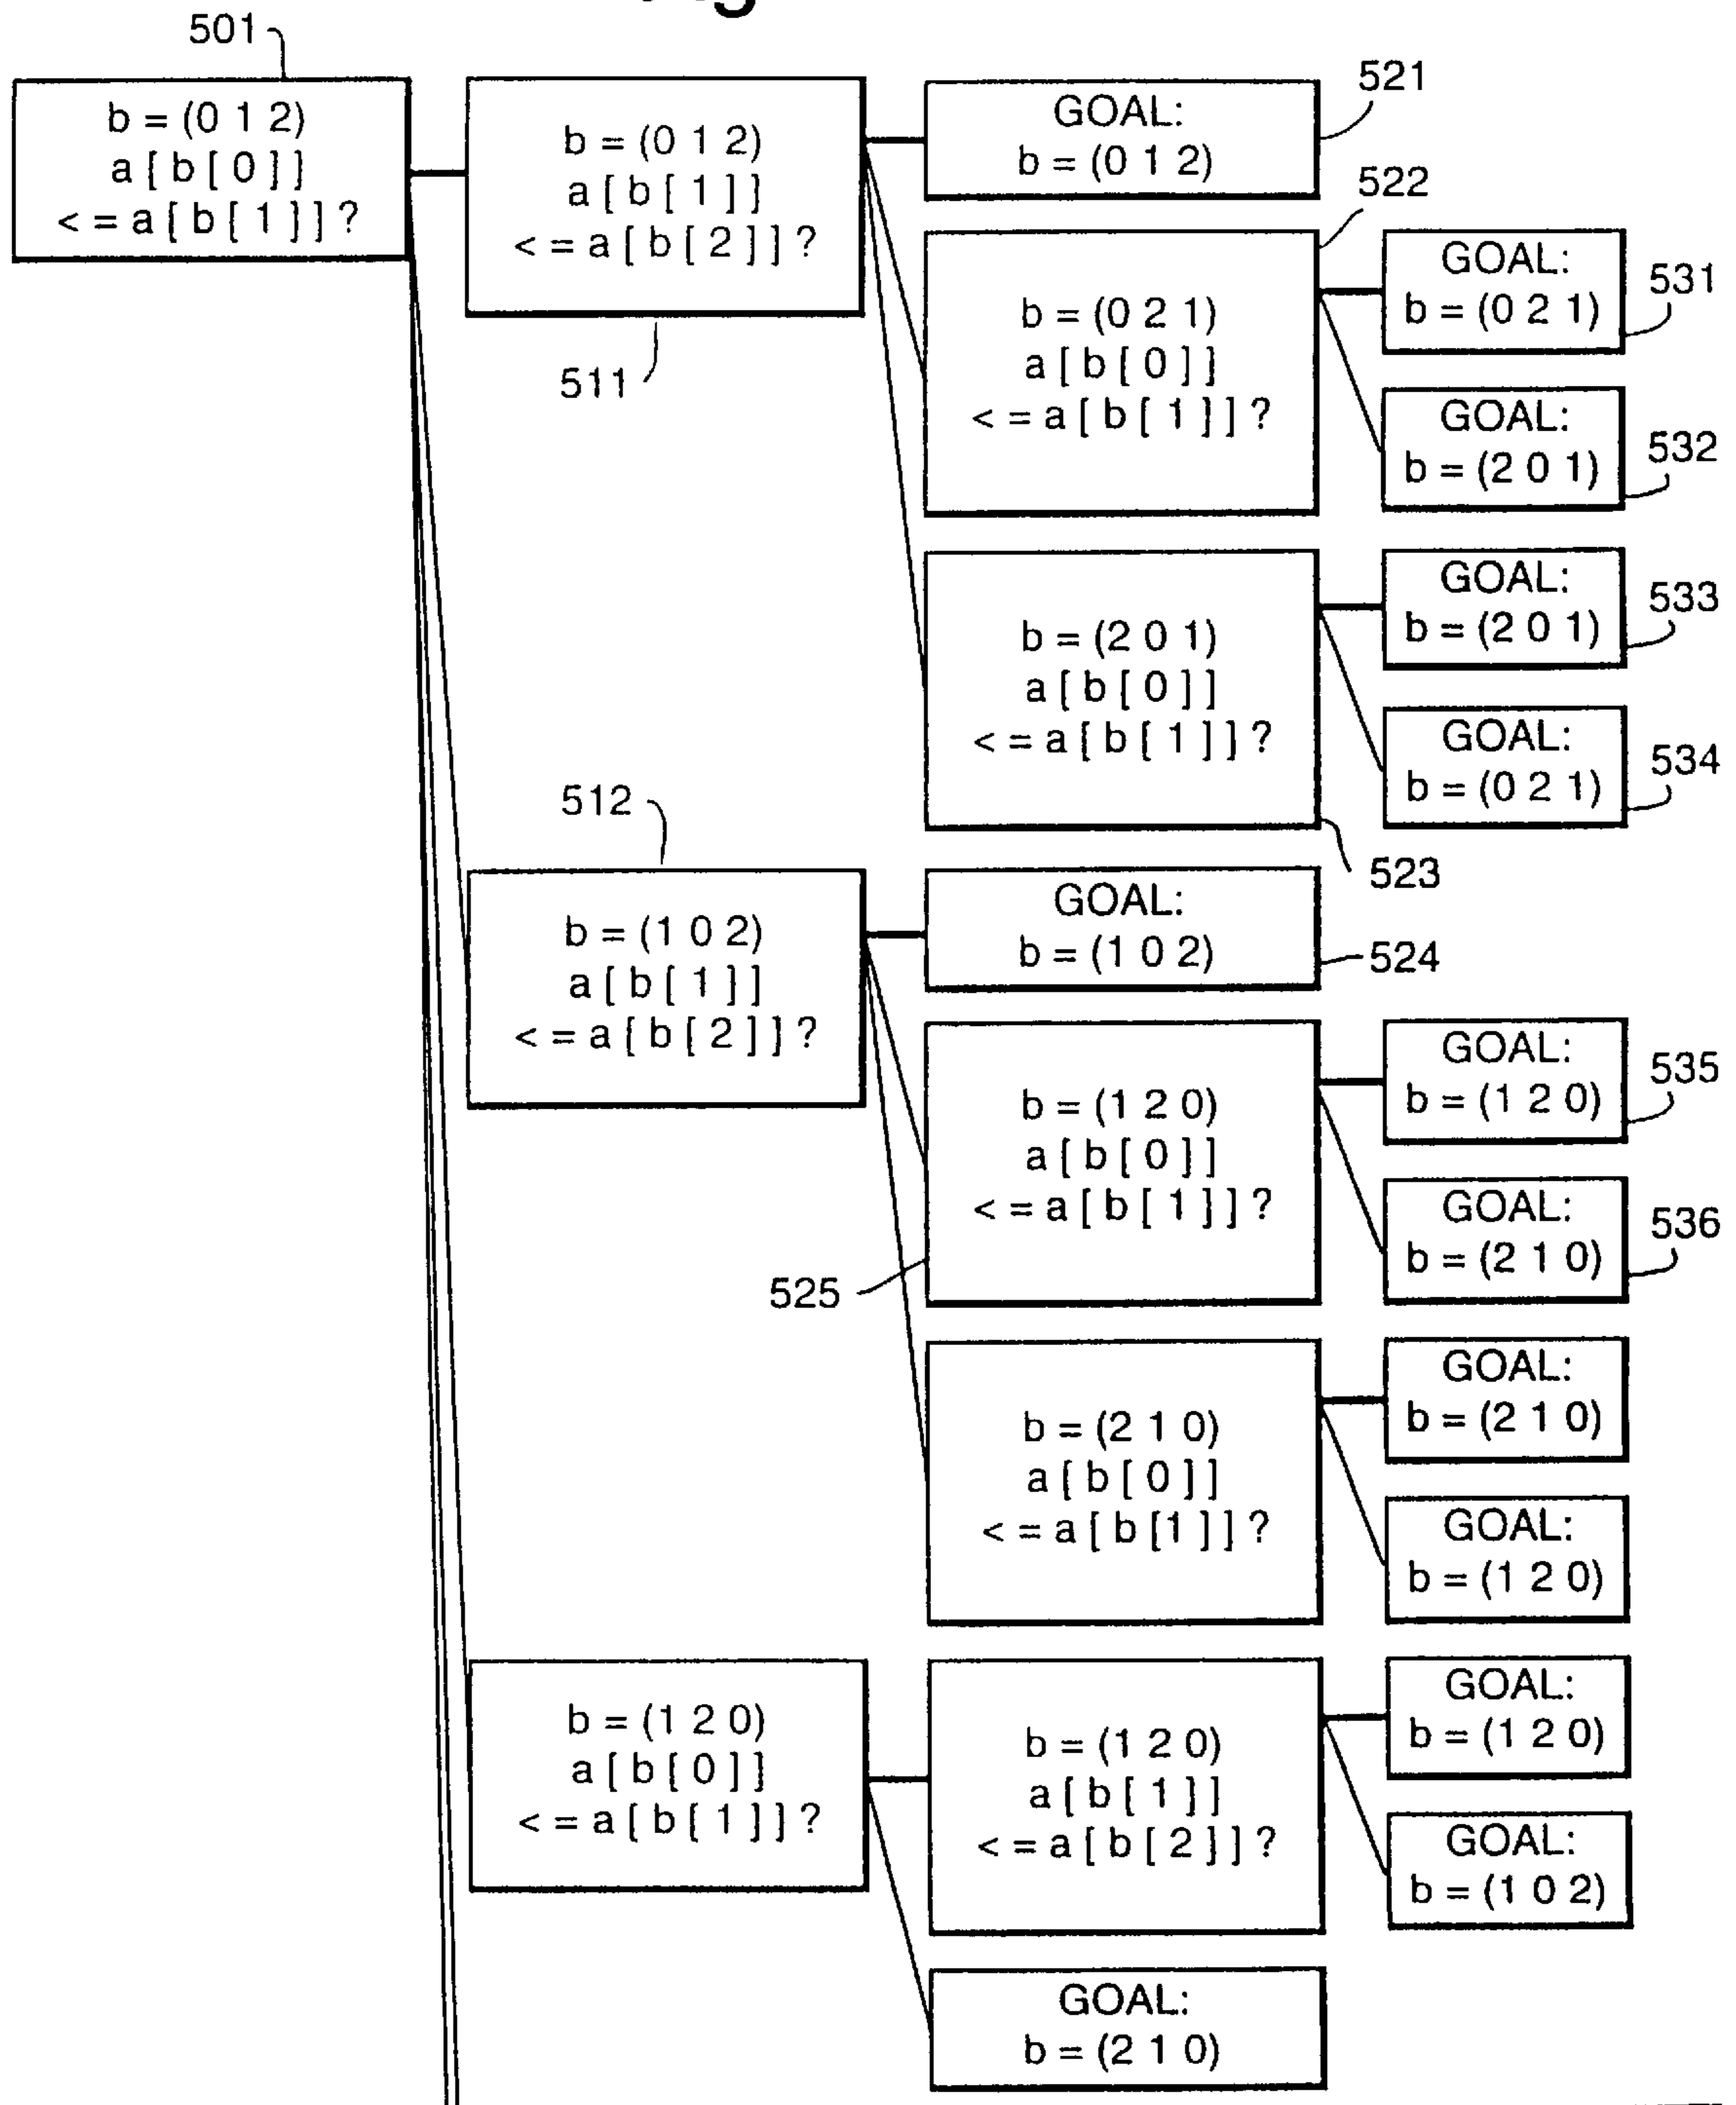 501
b = (0 1 2)
a [ b [ 0 ] ]
< = a [ b [ 1 ] ] ?
b = (0 1 2)
a [ b [ 1 ] ]
< = a [ b [ 2 ] ] ?
511
GOAL:
b = (0 1 2)
521
522
b = (0 2 1)
a [ b [ 0 ] ]
< = a [ b [ 1 ] ] ?
GOAL:
b = (0 2 1)
531
GOAL:
b = (2 0 1)
532
b = (2 0 1)
a [ b [ 0 ] ]
< = a [ b [ 1 ] ] ?
523
GOAL:
b = (2 0 1)
533
GOAL:
b = (0 2 1)
534
512
b = (1 0 2)
a [ b [ 1 ] ]
< = a [ b [ 2 ] ] ?
GOAL:
b = (1 0 2)
524
b = (1 2 0)
a [ b [ 0 ] ]
< = a [ b [ 1 ] ] ?
525
GOAL:
b = (1 2 0)
535
GOAL:
b = (2 1 0)
536
b = (2 1 0)
a [ b [ 0 ] ]
< = a [ b [1 ] ] ?
GOAL:
b = (2 1 0)
GOAL:
b = (1 2 0)
b = (1 2 0)
a [ b [ 0 ] ]
< = a [ b [ 1 ] ] ?
b = (1 2 0)
a [ b [ 1 ] ]
< = a [ b [ 2 ] ] ?
GOAL:
b = (1 2 0)
GOAL:
b = (1 0 2)
GOAL:
b = (2 1 0)